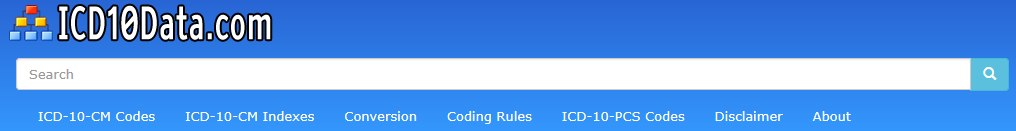 ICD10Data.com
Search
ICD-10-CM Codes ICD-10-CM Indexes Conversion Coding Rules ICD-10-PCS Codes Disclaimer About